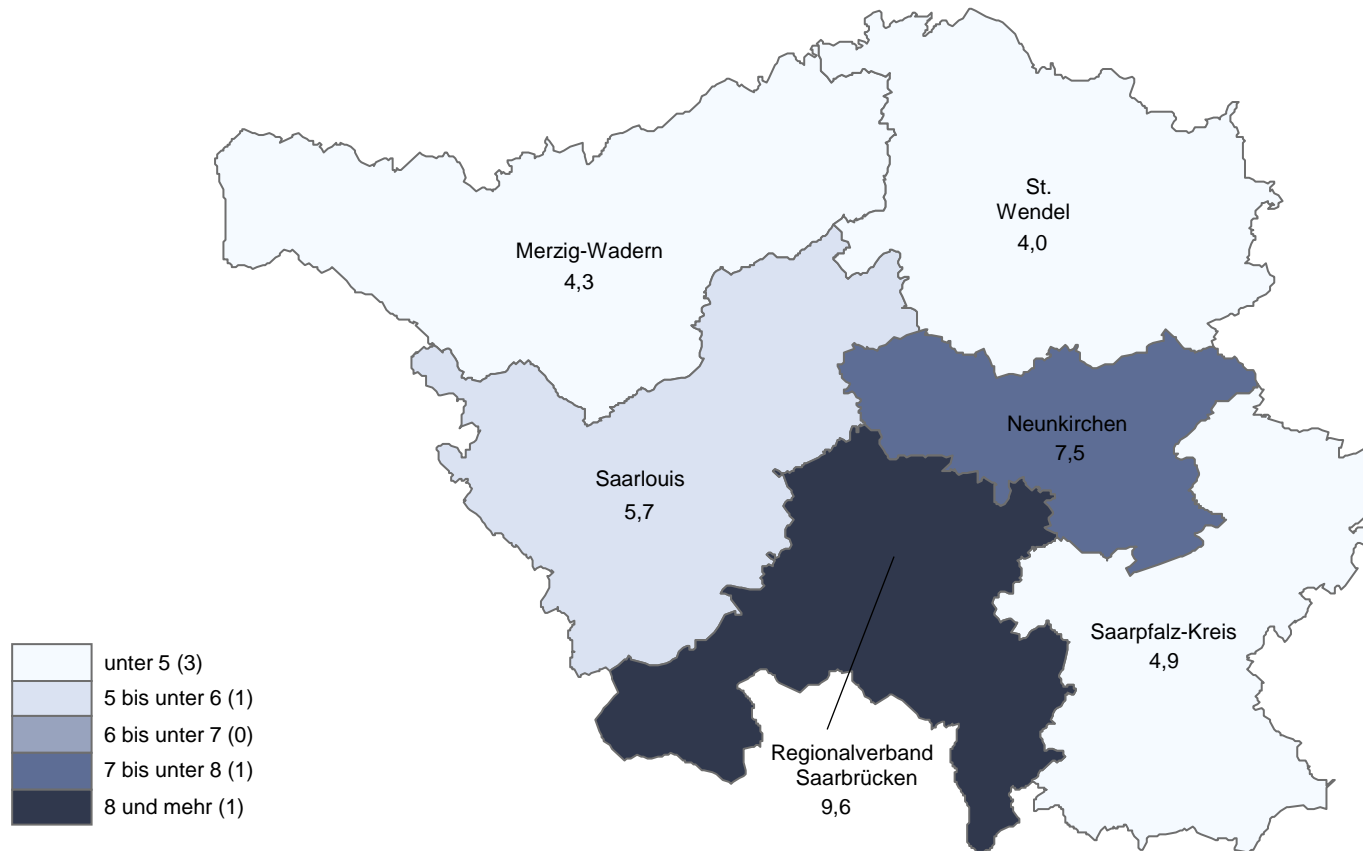 St.
Wendel
4,0
Merzig-Wadern
4,3
Neunkirchen
7,5
Saarlouis
5,7
Saarpfalz-Kreis
4,9
Regionalverband
Saarbrücken
9,6
unter 5 (3)
5 bis unter 6 (1)
6 bis unter 7 (0)
7 bis unter 8 (1)
8 und mehr (1)